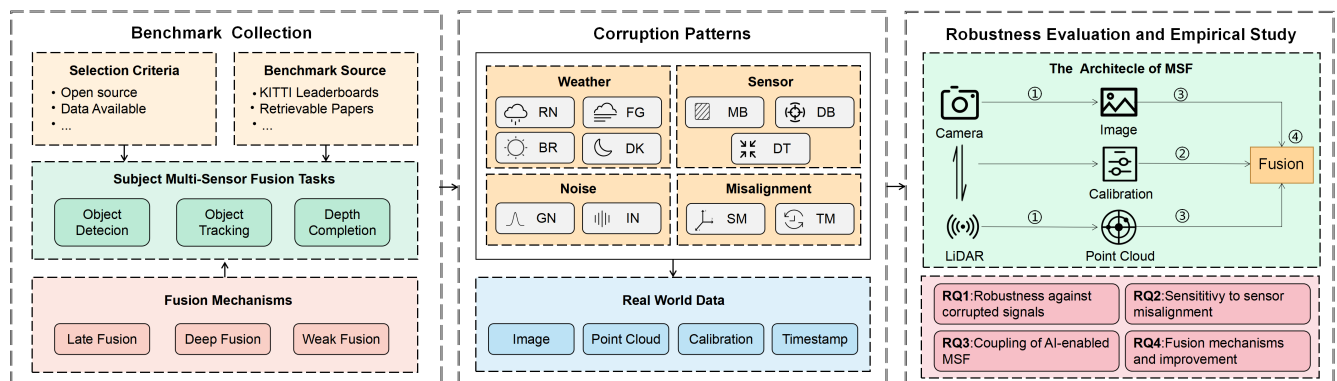 Benchmark Collection
Selection Criteria
• Open source
• Data Available
• ...
Benchmark Source
• KITTI Leaderboards
• Retrievable Papers
• ...
Subject Multi-Sensor Fusion Tasks
Object
Detecion
Object
Tracking
Depth
Completion
Fusion Mechanisms
Late Fusion
Deep Fusion
Weak Fusion
Corruption Patterns
Weather
RN
FG
BR
DK
Sensor
MB
DB
DT
Noise
GN
IN
Misalignment
SM
TM
Real World Data
Image
Point Cloud
Calibration
Timestamp
Robustness Evaluation and Empirical Study
The Architecle of MSF
Camera
①
Image
③
④
②
Calibration
Fusion
LiDAR
①
Point Cloud
③
RQ1:Robustness against
corrupted signals
RQ2:Sensititivy to sensor
misalignment
RQ3:Coupling of AI-enabled
MSF
RQ4:Fusion mechanisms
and improvement